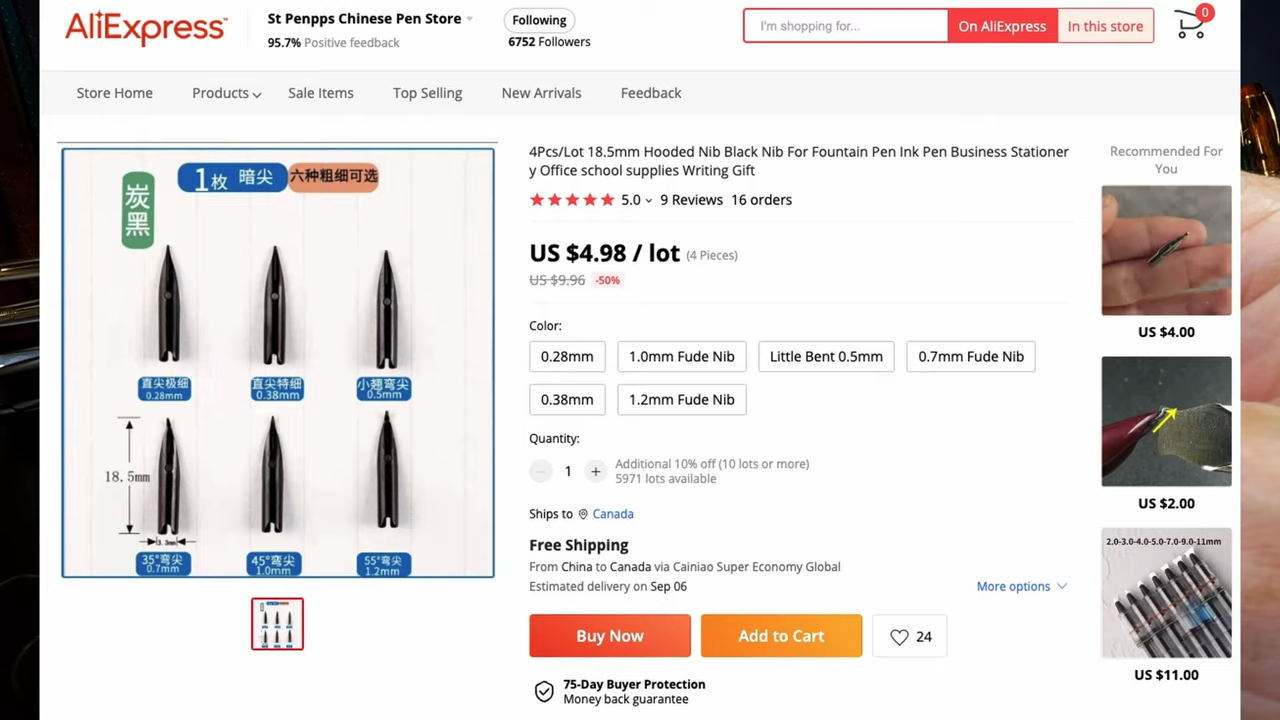 AliExpress™
St Penpps Chinese Pen Store
95.7% Positive feedback
Following
6752 Followers
I'm shopping for...
On AliExpress
In this store
0
Store Home
Products
Sale Items
Top Selling
New Arrivals
Feedback
炭黑
1枚 暗尖
六种粗细可选
直尖极细
0.28mm
直尖特细
0.38mm
小翘弯尖
0.5mm
18.5mm
3.3mm
35°弯尖
0.7mm
45°弯尖
1.0mm
55°弯尖
1.2mm
4Pcs/Lot 18.5mm Hooded Nib Black Nib For Fountain Pen Ink Pen Business Stationer
y Office school supplies Writing Gift
5.0 9 Reviews 16 orders
US $4.98 / lot (4 Pieces)
US $9.96 -50%
Color:
0.28mm
1.0mm Fude Nib
Little Bent 0.5mm
0.7mm Fude Nib
0.38mm
1.2mm Fude Nib
Quantity:
− 1 +
Additional 10% off (10 lots or more)
5971 lots available
Ships to Canada
Free Shipping
From China to Canada via Cainiao Super Economy Global
Estimated delivery on Sep 06
More options
Buy Now
Add to Cart
24
75-Day Buyer Protection
Money back guarantee
Recommended For
You
US $4.00
US $2.00
2.0-3.0-4.0-5.0-7.0-9.0-11mm
US $11.00